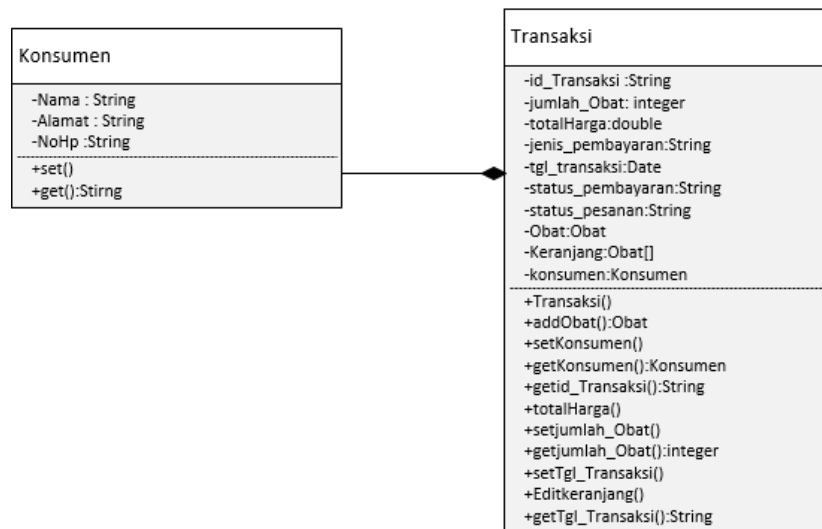 Konsumen
-Nama : String
-Alamat : String
-NoHp :String
+set()
+get():Stirng
Transaksi
-id_Transaksi :String
-jumlah_Obat: integer
-totalHarga:double
-jenis_pembayaran:String
-tgl_transaksi:Date
-status_pembayaran:String
-status_pesanan:String
-Obat:Obat
-Keranjang:Obat[]
-konsumen:Konsumen
+Transaksi()
+addObat():Obat
+setKonsumen()
+getKonsumen():Konsumen
+getid_Transaksi():String
+totalHarga()
+setjumlah_Obat()
+getjumlah_Obat():integer
+setTgl_Transaksi()
+Editkeranjang()
+getTgl_Transaksi():String